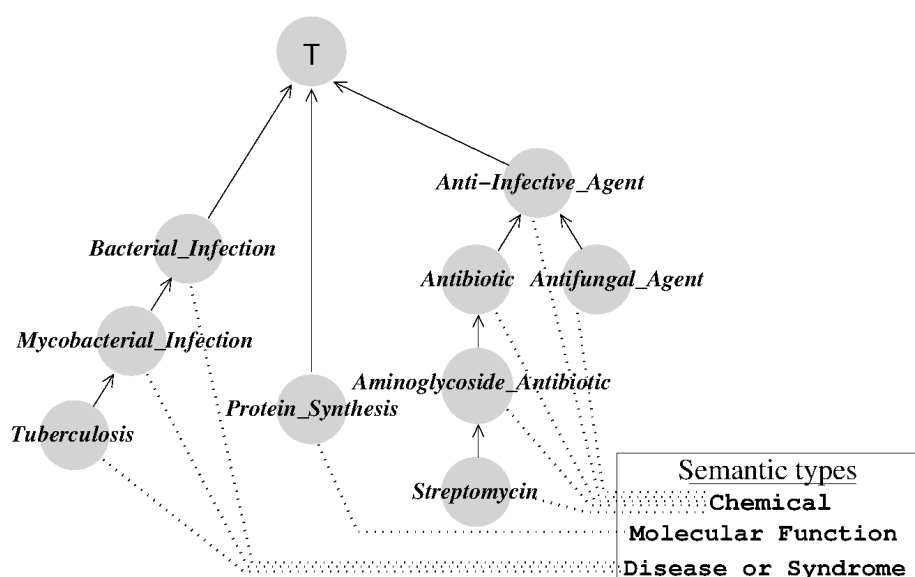 T
Anti-Infective_Agent
Bacterial_Infection
Antibiotic
Antifungal_Agent
Mycobacterial_Infection
Aminoglycoside_Antibiotic
Protein_Synthesis
Tuberculosis
Streptomycin
Semantic types
Chemical
Molecular Function
Disease or Syndrome